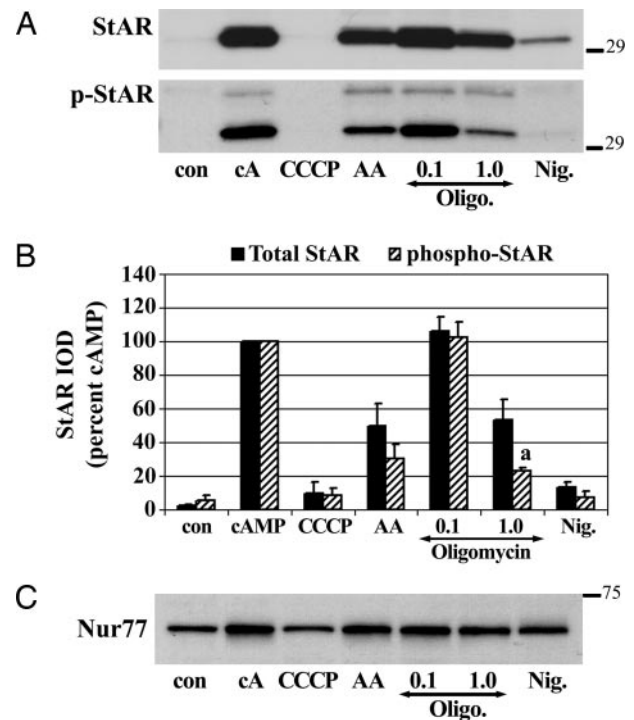 A
StAR
29
p-StAR
29
con cA CCCP AA 0.1 1.0 Nig.
Oligo.
B
Total StAR phospho-StAR
StAR IOD
(percent cAMP)
140
120
100
80
60
40
20
0
a
con cAMP CCCP AA 0.1 1.0 Nig.
Oligomycin
C
75
Nur77
con cA CCCP AA 0.1 1.0 Nig.
Oligo.